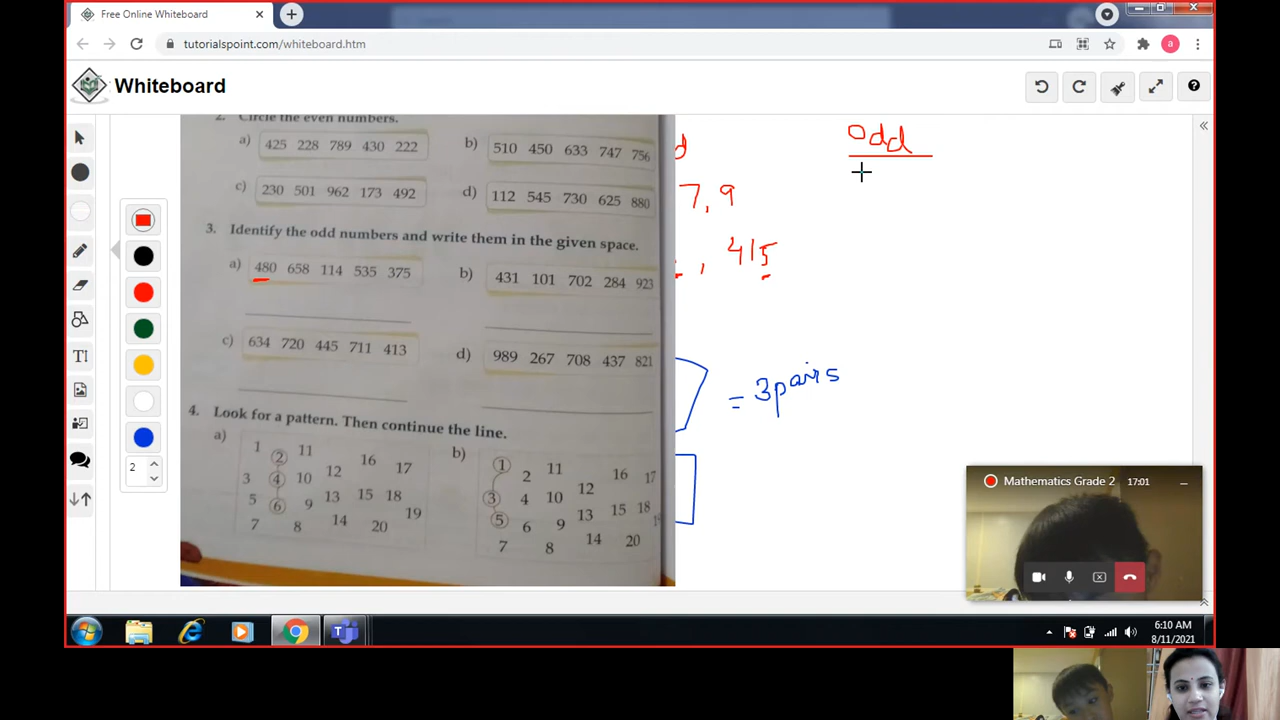 Free Online Whiteboard
tutorialspoint.com/whiteboard.htm
a
Whiteboard
2. Circle the even numbers.
a) 425 228 789 430 222
b) 510 450 633 747 756
c) 230 501 962 173 492
d) 112 545 730 625 880
3. Identify the odd numbers and write them in the given space.
a) 480 658 114 535 375
b) 431 101 702 284 923
c) 634 720 445 711 413
d) 989 267 708 437 821
4. Look for a pattern. Then continue the line.
a)
1 2 11 16 17
3 4 10 12
5 6 9 13 15 18
7 8 14 20 19
b)
1 2 11 16 17
3 4 10 12
5 6 9 13 15 18
7 8 14 20
d
7, 9
, 415
Odd
= 3 pairs
2
Mathematics Grade 2 17:01
6:10 AM
8/11/2021